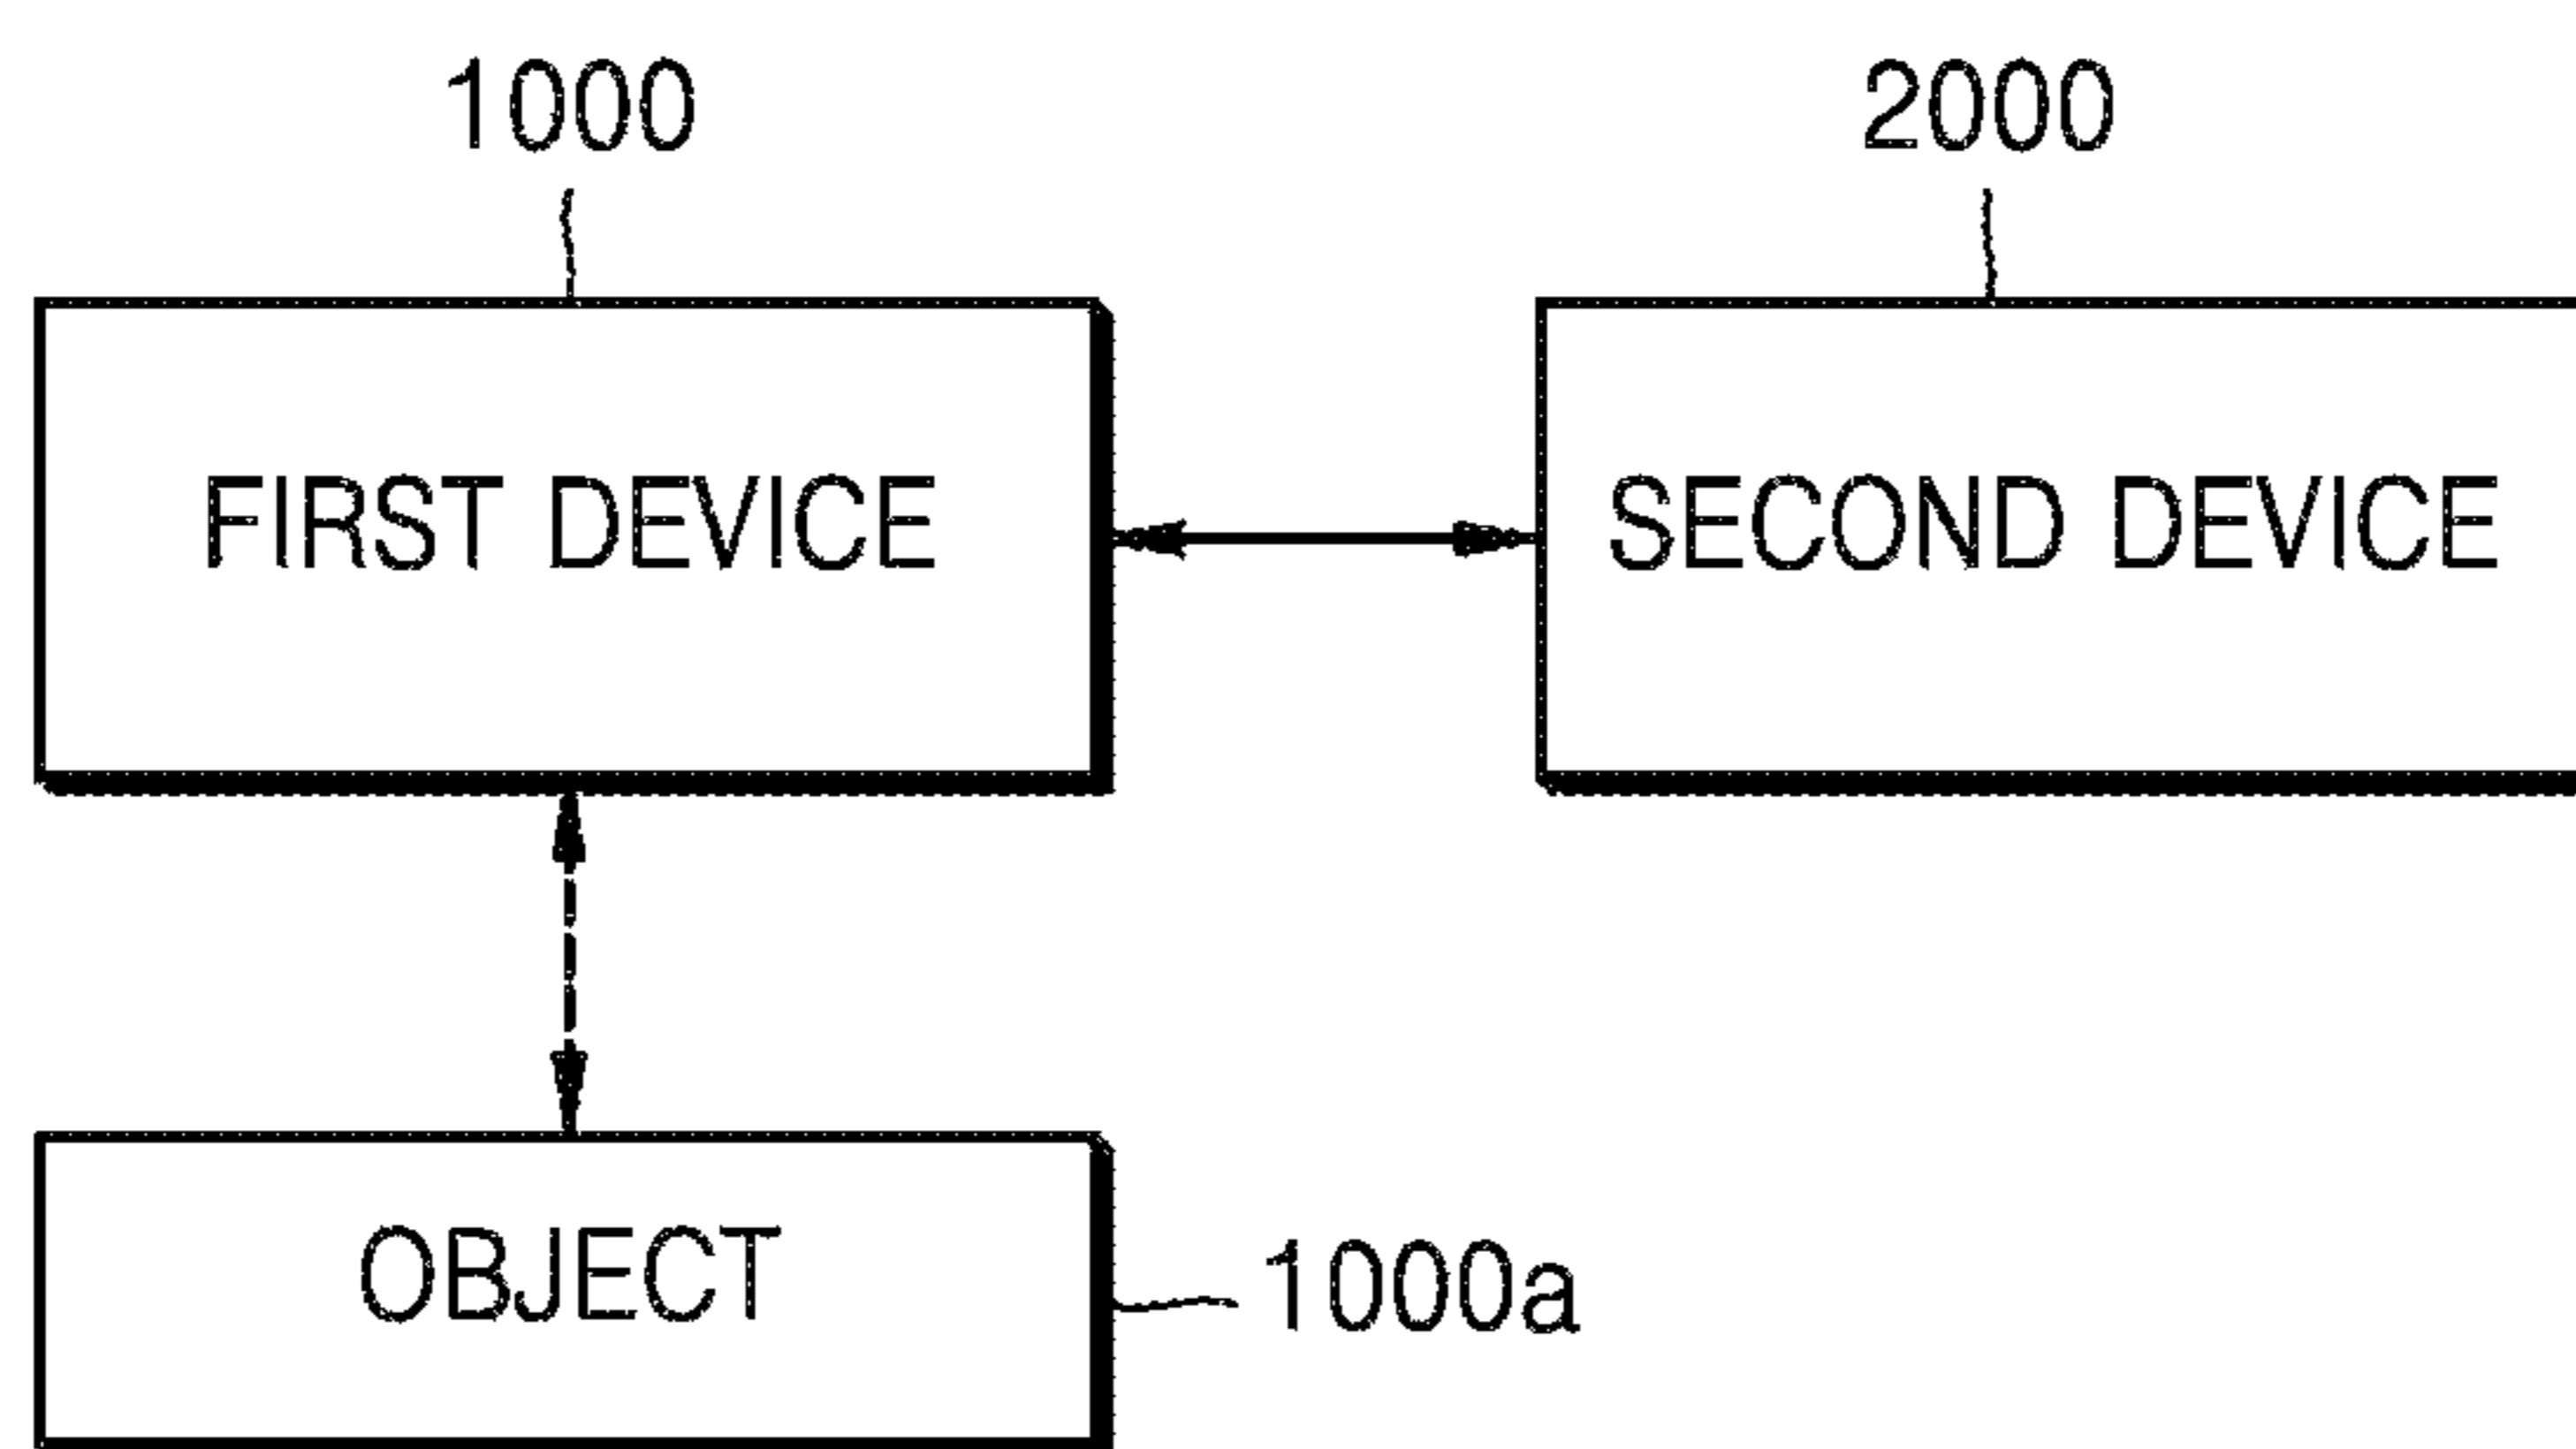 1000
2000
FIRST DEVICE
SECOND DEVICE
OBJECT
1000a